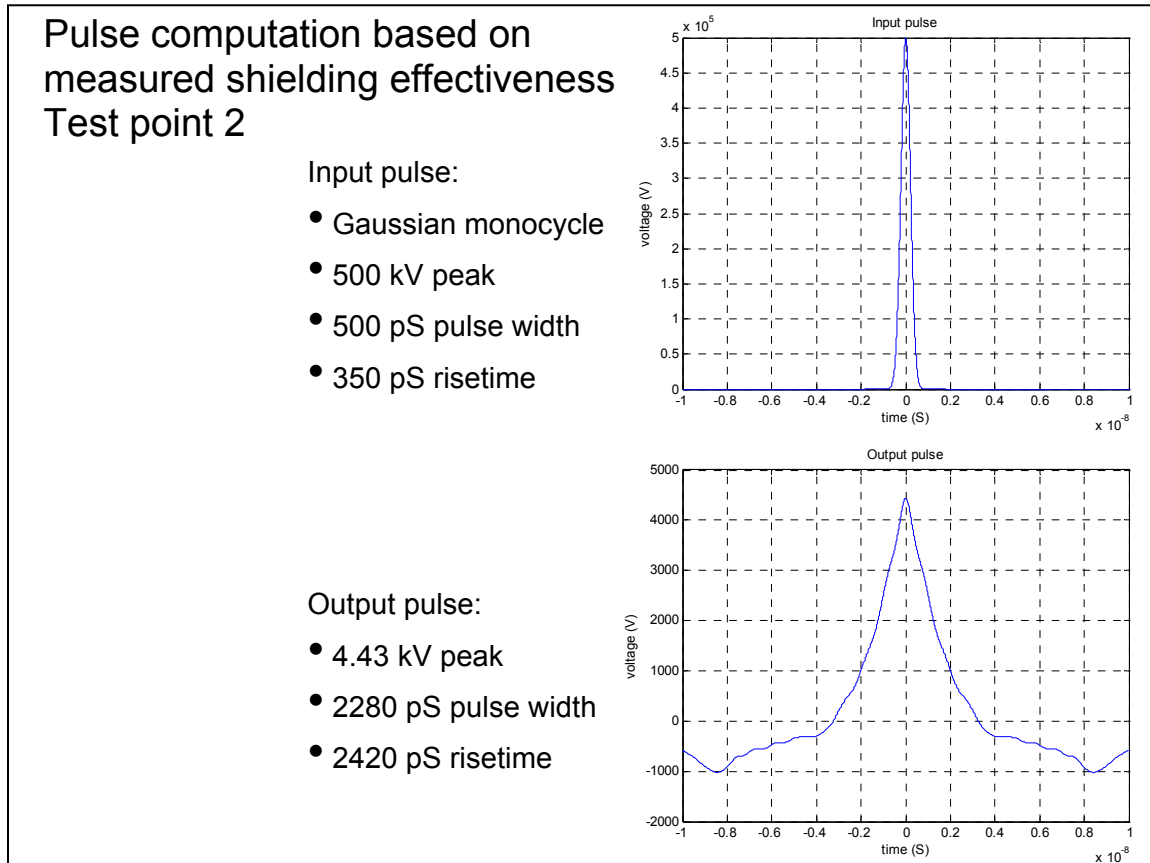 Pulse computation based on
measured shielding effectiveness
Test point 2
Input pulse:
• Gaussian monocycle
• 500 kV peak
• 500 pS pulse width
• 350 pS risetime
Output pulse:
• 4.43 kV peak
• 2280 pS pulse width
• 2420 pS risetime
x 10^5
Input pulse
5
4.5
4
3.5
3
2.5
2
1.5
1
0.5
0
voltage (V)
-1 -0.8 -0.6 -0.4 -0.2 0 0.2 0.4 0.6 0.8 1
time (S)
x 10^-8
Output pulse
5000
4000
3000
2000
1000
0
-1000
-2000
voltage (V)
-1 -0.8 -0.6 -0.4 -0.2 0 0.2 0.4 0.6 0.8 1
time (S)
x 10^-8